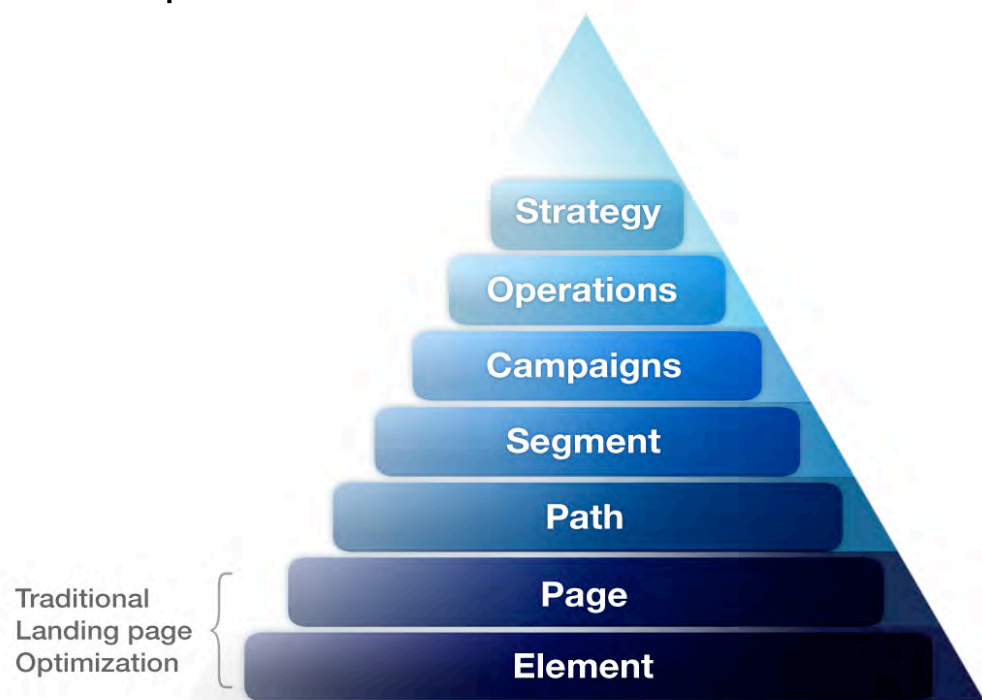 Strategy
Operations
Campaigns
Segment
Path
Page
Element
Traditional
Landing page
Optimization